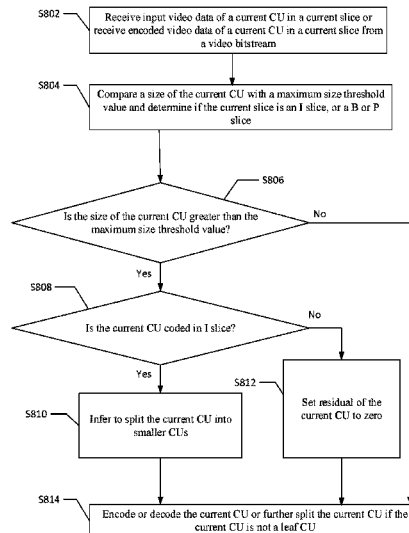 S802
Receive input video data of a current CU in a current slice or
receive encoded video data of a current CU in a current slice from
a video bitstream
S804
Compare a size of the current CU with a maximum size threshold
value and determine if the current slice is an I slice, or a B or P
slice
S806
Is the size of the current CU greater than the
maximum size threshold value?
No
Yes
S808
Is the current CU coded in I slice?
No
Yes
S810
Infer to split the current CU into
smaller CUs
S812
Set residual of the
current CU to zero
S814
Encode or decode the current CU or further split the current CU if the
current CU is not a leaf CU